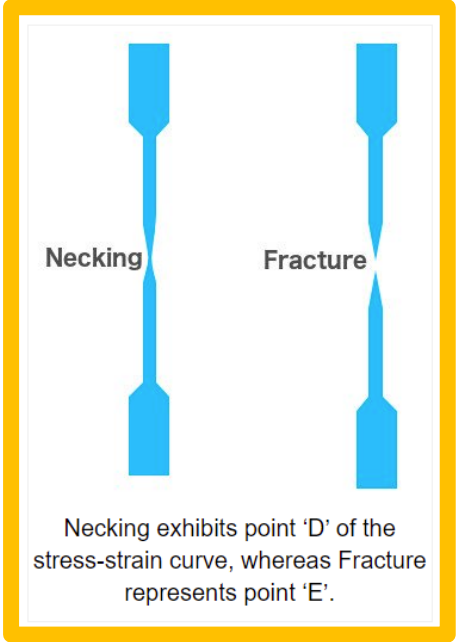 Necking
Fracture
Necking exhibits point ‘D’ of the
stress-strain curve, whereas Fracture
represents point ‘E’.